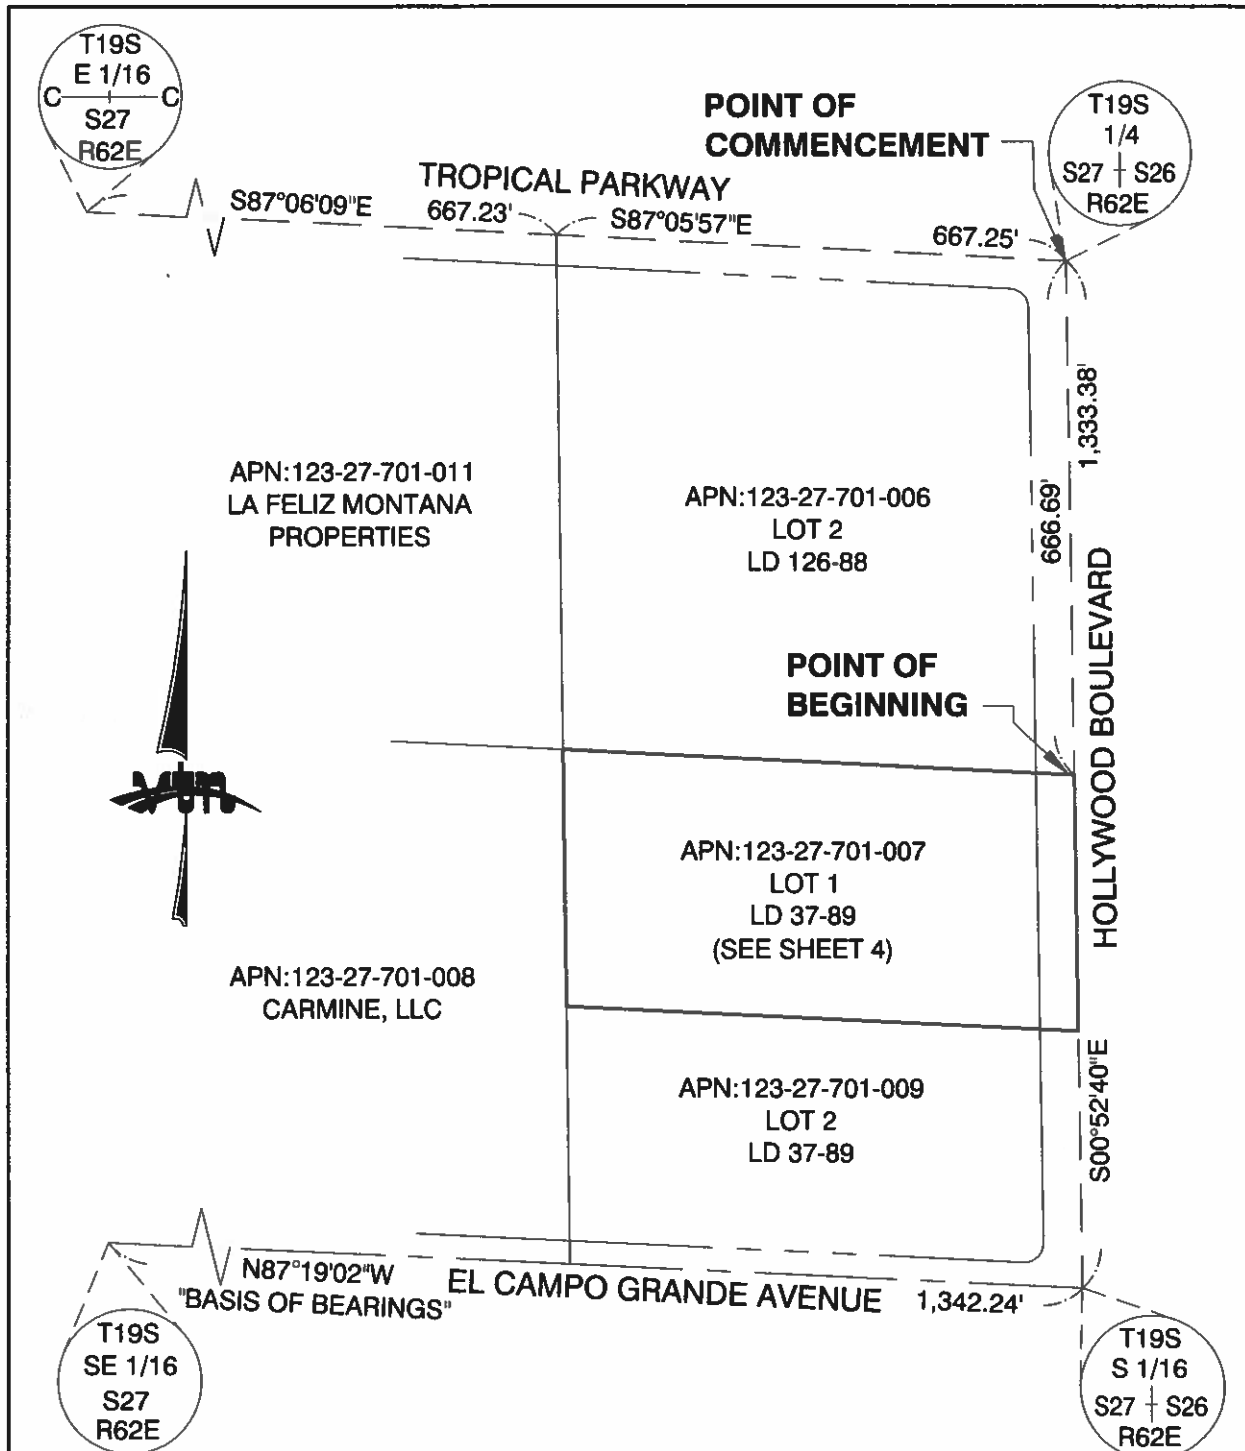 T19S
E 1/16
C C
S27
R62E
POINT OF
COMMENCEMENT
T19S
1/4
S27 S26
R62E
TROPICAL PARKWAY
S87°06'09"E
667.23'
S87°05'57"E
667.25'
1,333.38'
666.69'
APN:123-27-701-011
LA FELIZ MONTANA
PROPERTIES
APN:123-27-701-006
LOT 2
LD 126-88
HOLLYWOOD BOULEVARD
POINT OF
BEGINNING
VTN
APN:123-27-701-007
LOT 1
LD 37-89
(SEE SHEET 4)
APN:123-27-701-008
CARMINE, LLC
APN:123-27-701-009
LOT 2
LD 37-89
S00°52'40"E
N87°19'02"W
"BASIS OF BEARINGS"
EL CAMPO GRANDE AVENUE
1,342.24'
T19S
SE 1/16
S27
R62E
T19S
S 1/16
S27 S26
R62E